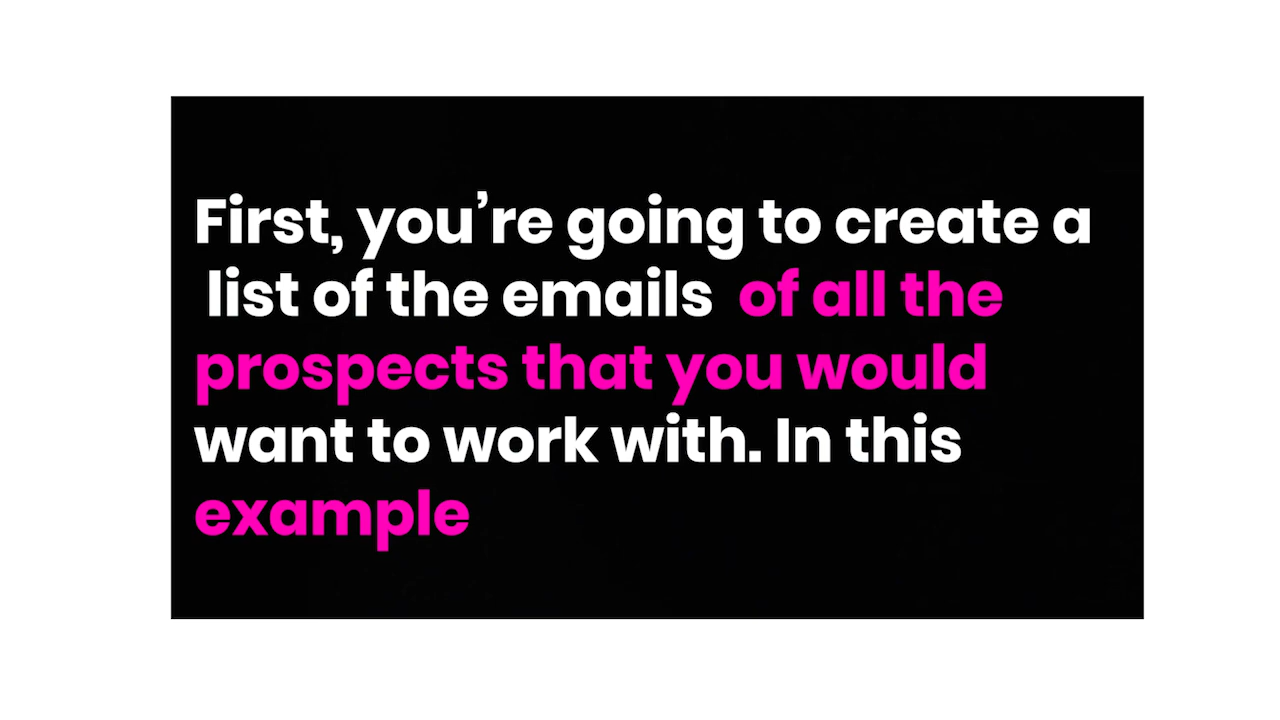 First, you’re going to create a
list of the emails of all the
prospects that you would
want to work with. In this
example